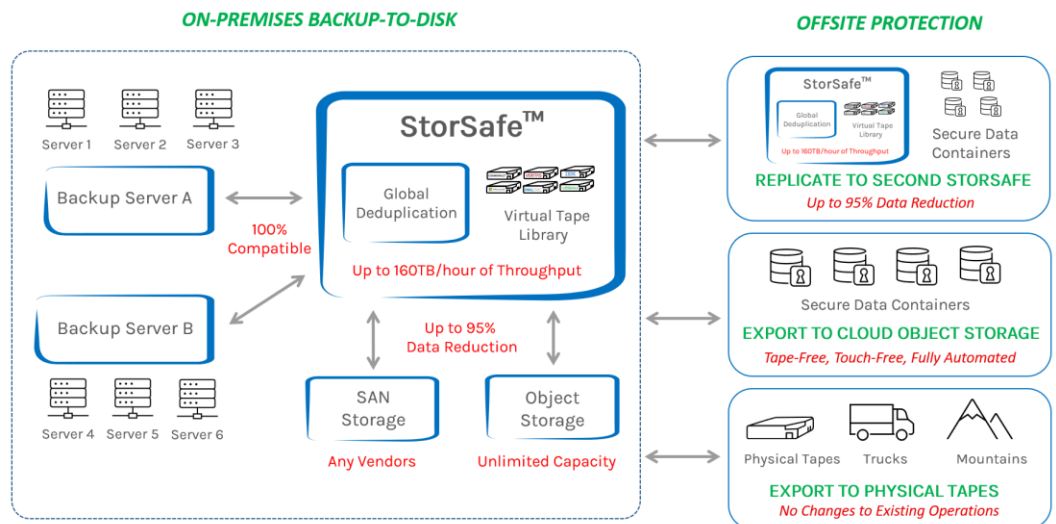 ON-PREMISES BACKUP-TO-DISK
Server 1
Server 2
Server 3
Backup Server A
100%
Compatible
Backup Server B
Server 4
Server 5
Server 6
StorSafe™
Global
Deduplication
Virtual Tape
Library
Up to 160TB/hour of Throughput
Up to 95%
Data Reduction
SAN
Storage
Any Vendors
Object
Storage
Unlimited Capacity
OFFSITE PROTECTION
StorSafe™
Global
Deduplication
Virtual Tape
Library
Up to 160TB/hour of Throughput
Secure Data
Containers
REPLICATE TO SECOND STORSAFE
Up to 95% Data Reduction
Secure Data Containers
EXPORT TO CLOUD OBJECT STORAGE
Tape-Free, Touch-Free, Fully Automated
Physical Tapes
Trucks
Mountains
EXPORT TO PHYSICAL TAPES
No Changes to Existing Operations